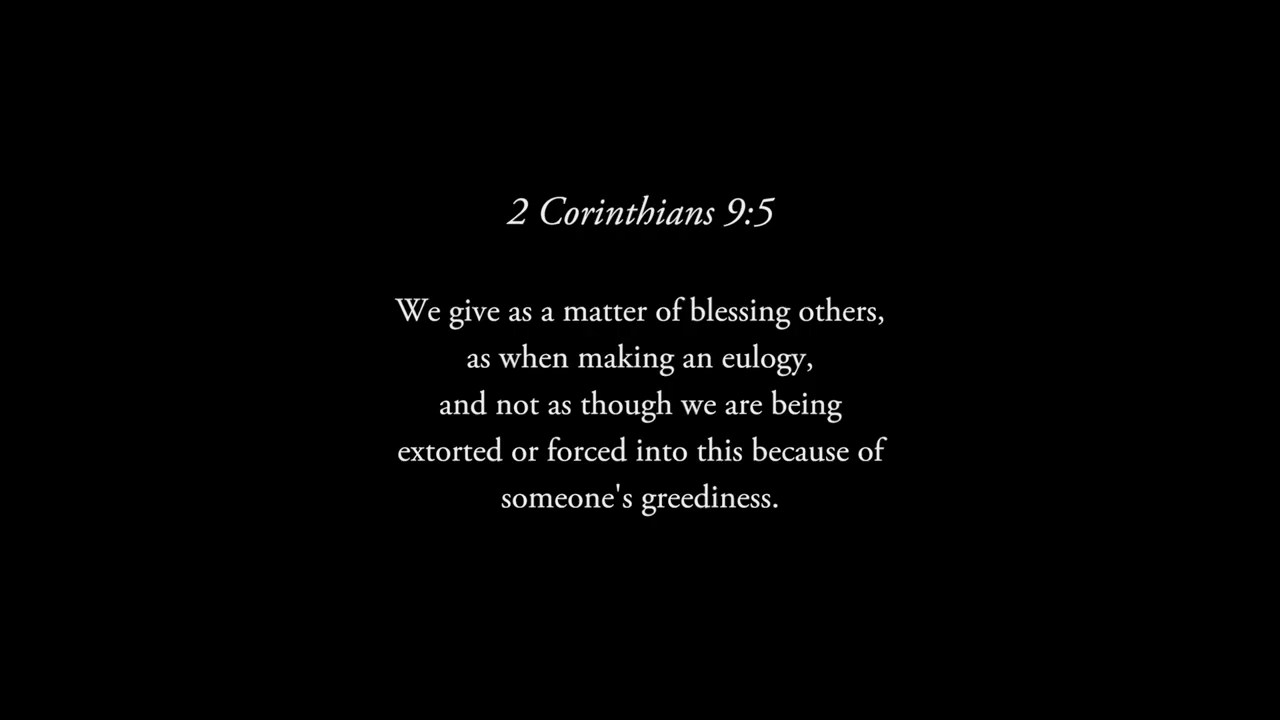 2 Corinthians 9:5
We give as a matter of blessing others,
as when making an eulogy,
and not as though we are being
extorted or forced into this because of
someone's greediness.